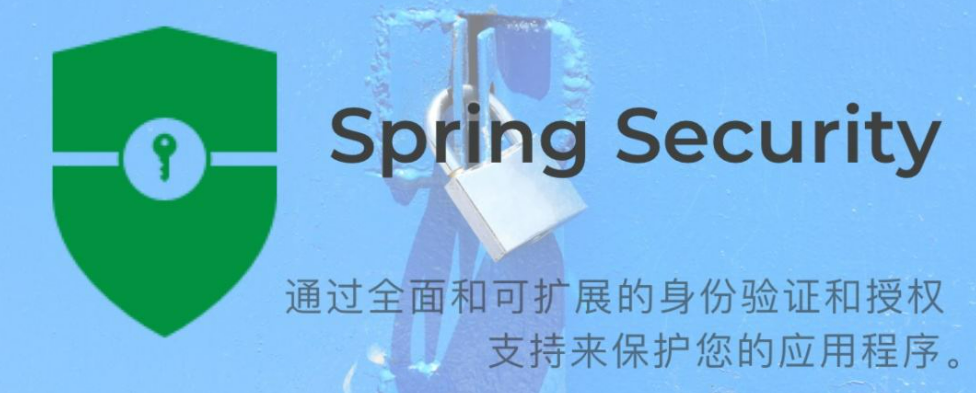 Spring Security
通过全面和可扩展的身份验证和授权
支持来保护您的应用程序。